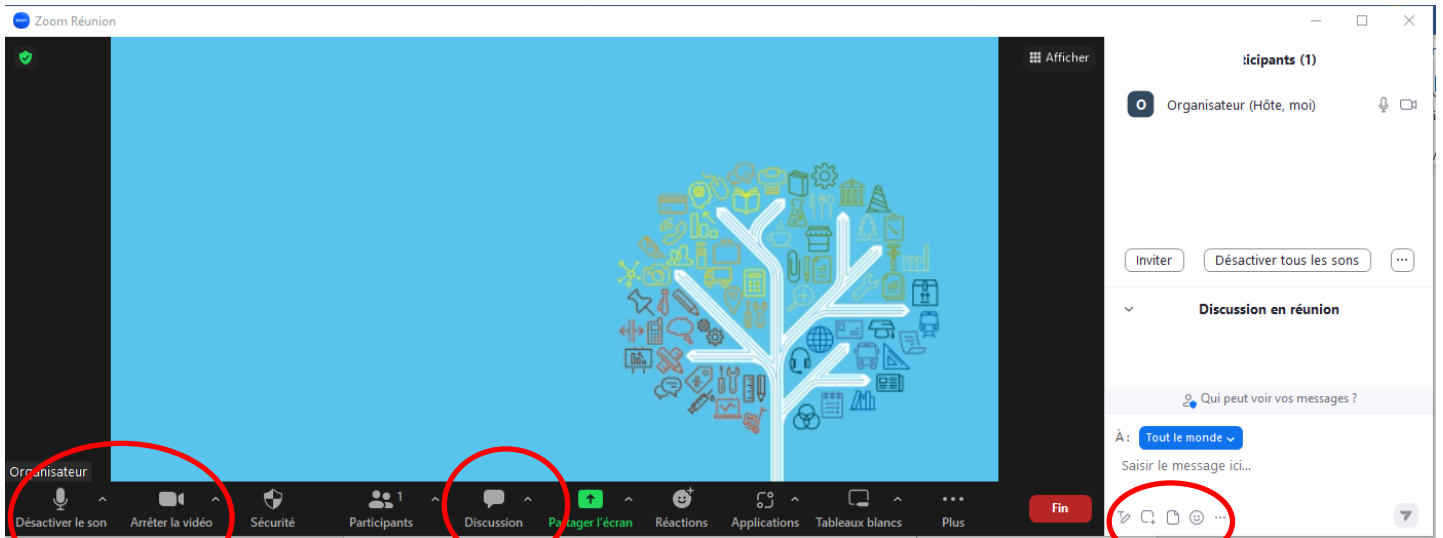 Zoom Réunion
Afficher
Organisateur
Désactiver le son
Arrêter la vidéo
Sécurité
1
Participants
Discussion
Partager l'écran
Réactions
Applications
Tableaux blancs
Plus
Fin
icipants (1)
O Organisateur (Hôte, moi)
Inviter
Désactiver tous les sons
Discussion en réunion
Qui peut voir vos messages ?
À : Tout le monde
Saisir le message ici...